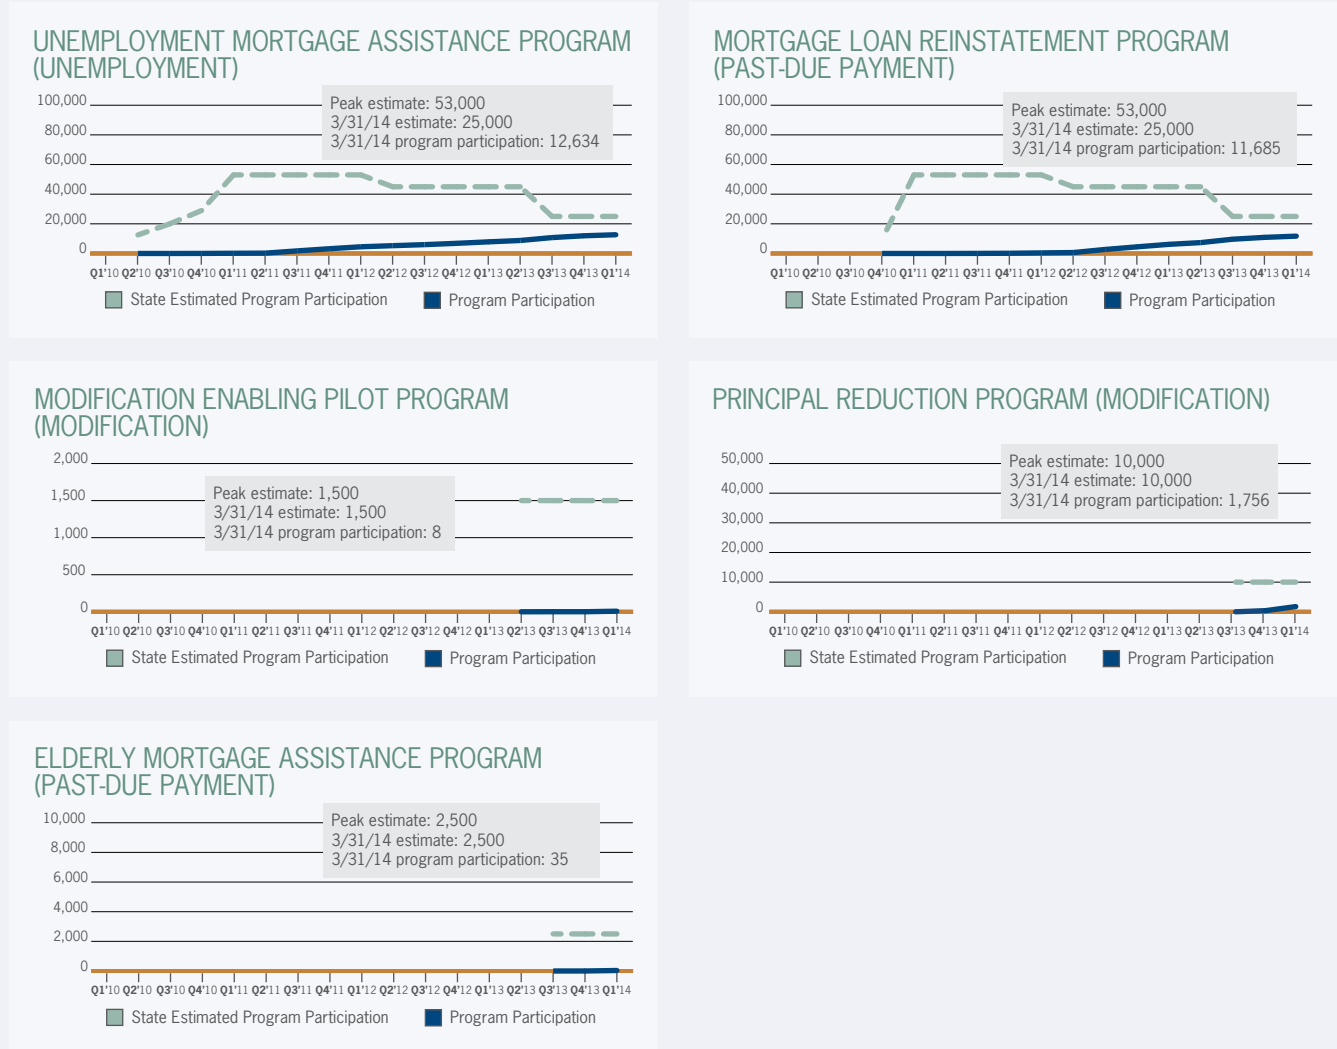 UNEMPLOYMENT MORTGAGE ASSISTANCE PROGRAM
(UNEMPLOYMENT)
Peak estimate: 53,000
3/31/14 estimate: 25,000
3/31/14 program participation: 12,634
100,000
80,000
60,000
40,000
20,000
0
Q1'10 Q2'10 Q3'10 Q4'10 Q1'11 Q2'11 Q3'11 Q4'11 Q1'12 Q2'12 Q3'12 Q4'12 Q1'13 Q2'13 Q3'13 Q4'13 Q1'14
State Estimated Program Participation Program Participation
MORTGAGE LOAN REINSTATEMENT PROGRAM
(PAST-DUE PAYMENT)
Peak estimate: 53,000
3/31/14 estimate: 25,000
3/31/14 program participation: 11,685
100,000
80,000
60,000
40,000
20,000
0
Q1'10 Q2'10 Q3'10 Q4'10 Q1'11 Q2'11 Q3'11 Q4'11 Q1'12 Q2'12 Q3'12 Q4'12 Q1'13 Q2'13 Q3'13 Q4'13 Q1'14
State Estimated Program Participation Program Participation
MODIFICATION ENABLING PILOT PROGRAM
(MODIFICATION)
Peak estimate: 1,500
3/31/14 estimate: 1,500
3/31/14 program participation: 8
2,000
1,500
1,000
500
0
Q1'10 Q2'10 Q3'10 Q4'10 Q1'11 Q2'11 Q3'11 Q4'11 Q1'12 Q2'12 Q3'12 Q4'12 Q1'13 Q2'13 Q3'13 Q4'13 Q1'14
State Estimated Program Participation Program Participation
PRINCIPAL REDUCTION PROGRAM (MODIFICATION)
Peak estimate: 10,000
3/31/14 estimate: 10,000
3/31/14 program participation: 1,756
50,000
40,000
30,000
20,000
10,000
0
Q1'10 Q2'10 Q3'10 Q4'10 Q1'11 Q2'11 Q3'11 Q4'11 Q1'12 Q2'12 Q3'12 Q4'12 Q1'13 Q2'13 Q3'13 Q4'13 Q1'14
State Estimated Program Participation Program Participation
ELDERLY MORTGAGE ASSISTANCE PROGRAM
(PAST-DUE PAYMENT)
Peak estimate: 2,500
3/31/14 estimate: 2,500
3/31/14 program participation: 35
10,000
8,000
6,000
4,000
2,000
0
Q1'10 Q2'10 Q3'10 Q4'10 Q1'11 Q2'11 Q3'11 Q4'11 Q1'12 Q2'12 Q3'12 Q4'12 Q1'13 Q2'13 Q3'13 Q4'13 Q1'14
State Estimated Program Participation Program Participation